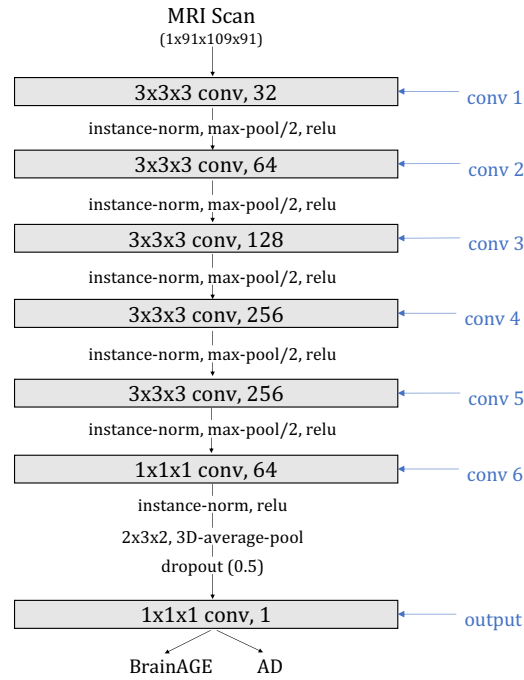 MRI Scan
(1x91x109x91)
3x3x3 conv, 32
conv 1
instance-norm, max-pool/2, relu
3x3x3 conv, 64
conv 2
instance-norm, max-pool/2, relu
3x3x3 conv, 128
conv 3
instance-norm, max-pool/2, relu
3x3x3 conv, 256
conv 4
instance-norm, max-pool/2, relu
3x3x3 conv, 256
conv 5
instance-norm, max-pool/2, relu
1x1x1 conv, 64
conv 6
instance-norm, relu
2x3x2, 3D-average-pool
dropout (0.5)
1x1x1 conv, 1
output
BrainAGE AD